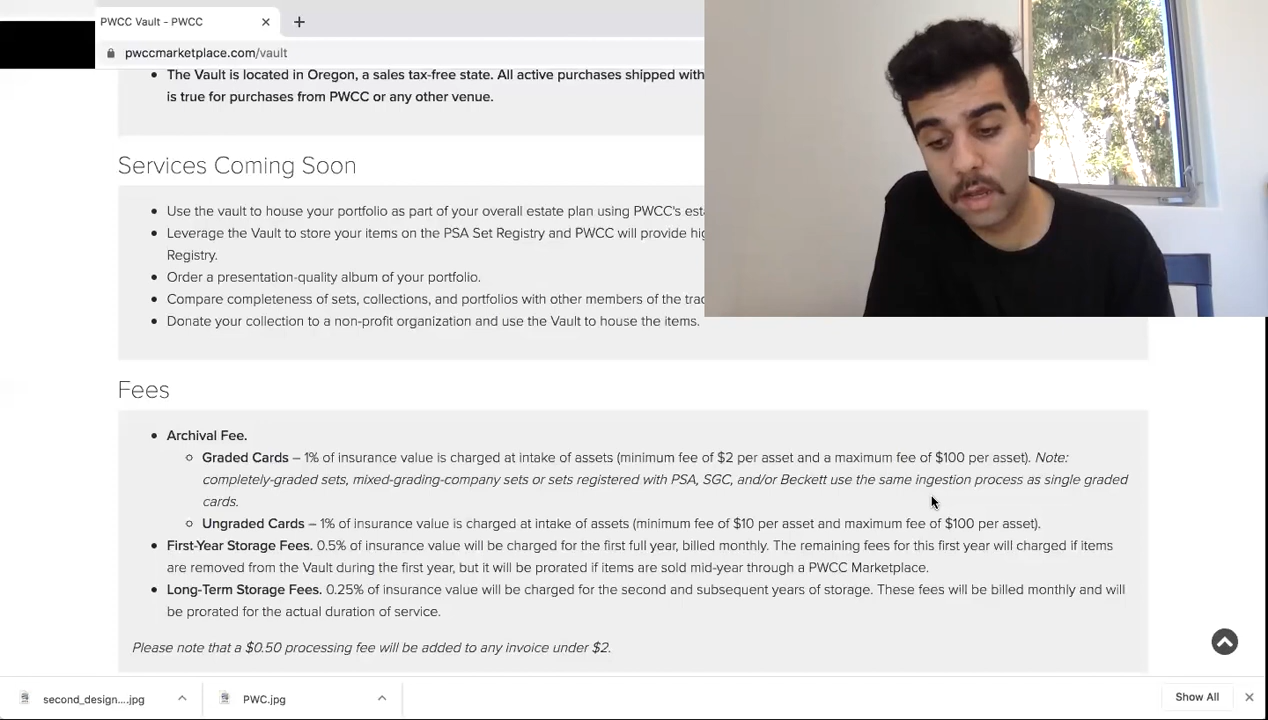 PWCC Vault - PWCC
pwccmarketplace.com/vault
The Vault is located in Oregon, a sales tax-free state. All active purchases shipped with
is true for purchases from PWCC or any other venue.
Services Coming Soon
Use the vault to house your portfolio as part of your overall estate plan using PWCC's
Leverage the Vault to store your items on the PSA Set Registry and PWCC will provide
Registry.
Order a presentation-quality album of your portfolio.
Compare completeness of sets, collections, and portfolios with other members of the
Donate your collection to a non-profit organization and use the Vault to house the items.
Fees
Archival Fee.
Graded Cards – 1% of insurance value is charged at intake of assets (minimum fee of $2 per asset and a maximum fee of $100 per asset). Note:
completely-graded sets, mixed-grading-company sets or sets registered with PSA, SGC, and/or Beckett use the same ingestion process as single graded
cards.
Ungraded Cards – 1% of insurance value is charged at intake of assets (minimum fee of $10 per asset and maximum fee of $100 per asset).
First-Year Storage Fees. 0.5% of insurance value will be charged for the first full year, billed monthly. The remaining fees for this first year will charged if items
are removed from the Vault during the first year, but it will be prorated if items are sold mid-year through a PWCC Marketplace.
Long-Term Storage Fees. 0.25% of insurance value will be charged for the second and subsequent years of storage. These fees will be billed monthly and will
be prorated for the actual duration of service.
Please note that a $0.50 processing fee will be added to any invoice under $2.
second_design....jpg
PWC.jpg
Show All